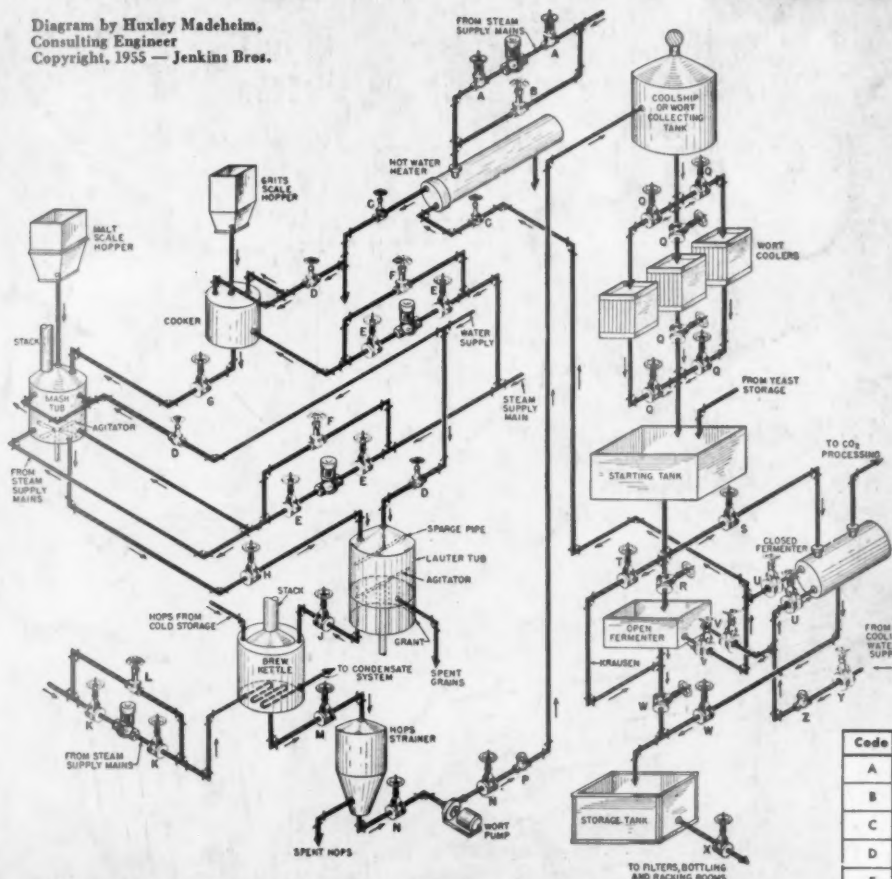 Diagram by Huxley Madeheim,
Consulting Engineer
Copyright, 1955 — Jenkins Bros.
FROM STEAM
SUPPLY MAINS
A
A
B
COOLSHIP
OR WORT
COLLECTING
TANK
HOT WATER
HEATER
GRITS
SCALE
HOPPER
MALT
SCALE
HOPPER
C
C
D
F
E
E
COOKER
WATER
SUPPLY
STACK
G
MASH
TUB
AGITATOR
D
F
STEAM
SUPPLY
MAIN
FROM
STEAM
SUPPLY
MAINS
E
E
D
H
SPARGE PIPE
LAUTER TUB
AGITATOR
GRANT
SPENT
GRAINS
HOPS FROM
COLD STORAGE
STACK
J
BREW
KETTLE
TO CONDENSATE
SYSTEM
L
K
K
FROM STEAM
SUPPLY MAINS
M
HOPS
STRAINER
N
N
P
WORT
PUMP
SPENT HOPS
Q
Q
Q
WORT
COOLERS
Q
Q
Q
FROM YEAST
STORAGE
STARTING TANK
TO CO2
PROCESSING
S
T
CLOSED
FERMENTER
R
U
U
OPEN
FERMENTER
V
V
KRAUSEN
FROM
COOLI
WATE
SUPP
W
W
Y
Z
STORAGE
TANK
X
TO FILTERS, BOTTLING
AND RACKING ROOMS
Code
A
B
C
D